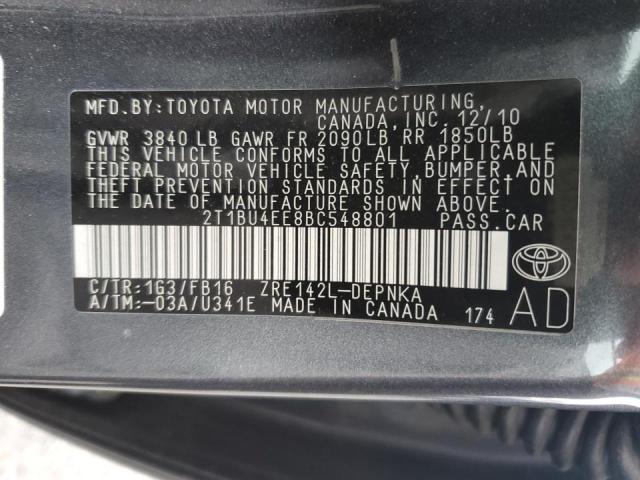 MFD.BY:TOYOTA MOTOR MANUFACTURING,
CANADA, INC. 12/10
GVWR 3840 LB GAWR FR 2090LB, RR 1850LB
THIS VEHICLE CONFORMS TO ALL APPLICABLE
FEDERAL MOTOR VEHICLE SAFETY, BUMPER, AND
THEFT PREVENTION STANDARDS IN EFFECT ON
THE DATE OF MANUFACTURE SHOWN ABOVE.
2T1BU4EE8BC548801 PASS.CAR
C/TR:1G3/FB16 ZRE142L-DEPNKA
A/TM:-03A/U341E MADE IN CANADA 174
AD